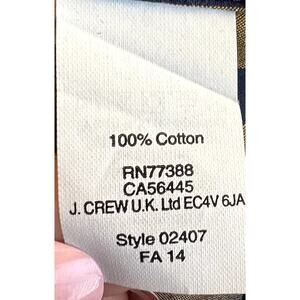 100% Cotton
RN77388
CA56445
J. CREW U.K. Ltd EC4V 6JA
Style 02407
FA 14